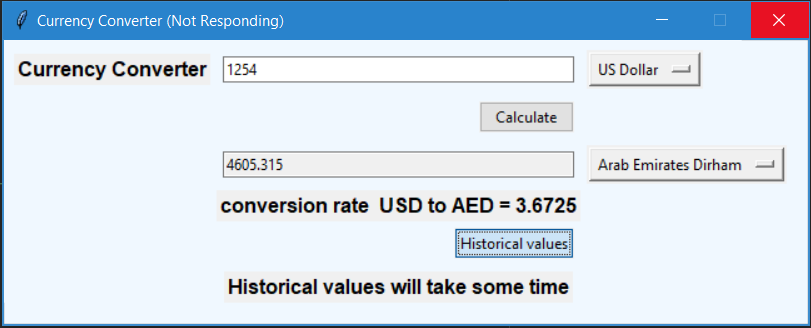 Currency Converter (Not Responding)
Currency Converter 1254 US Dollar
Calculate
4605.315 Arab Emirates Dirham
conversion rate USD to AED = 3.6725
Historical values
Historical values will take some time